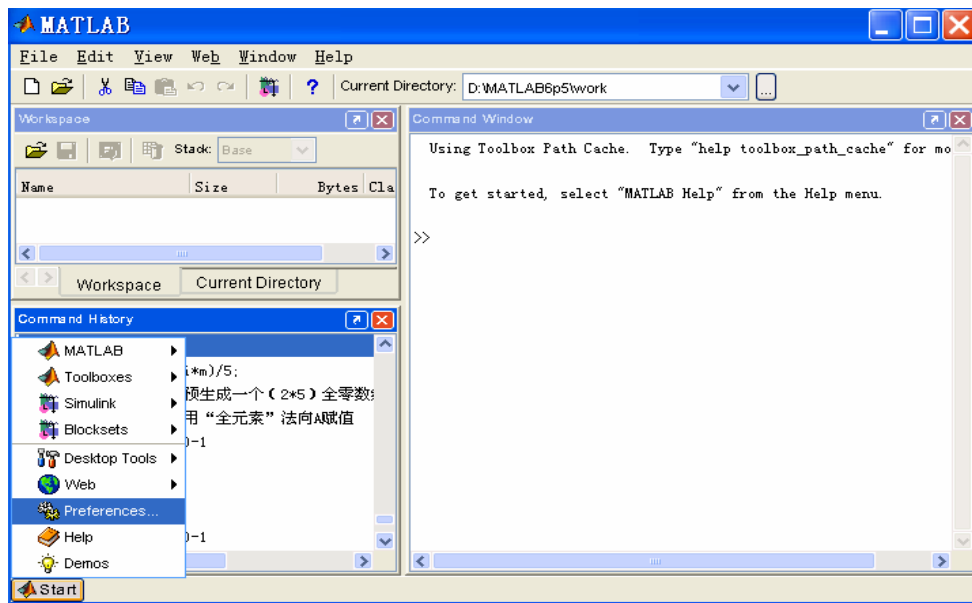 MATLAB
File Edit View Web Window Help
Current Directory: D:\MATLAB6p5\work ...
Workspace
Stack: Base
Name Size Bytes Cla
Workspace Current Directory
Command History
MATLAB
Toolboxes
Simulink
Blocksets
Desktop Tools
Web
Preferences...
Help
Demos
i*m)/5;
预生成一个(2*5)全零数
用“全元素”法向A赋值
)-1
)-1
Start
Command Window
Using Toolbox Path Cache. Type "help toolbox_path_cache" for mo
To get started, select "MATLAB Help" from the Help menu.
>>